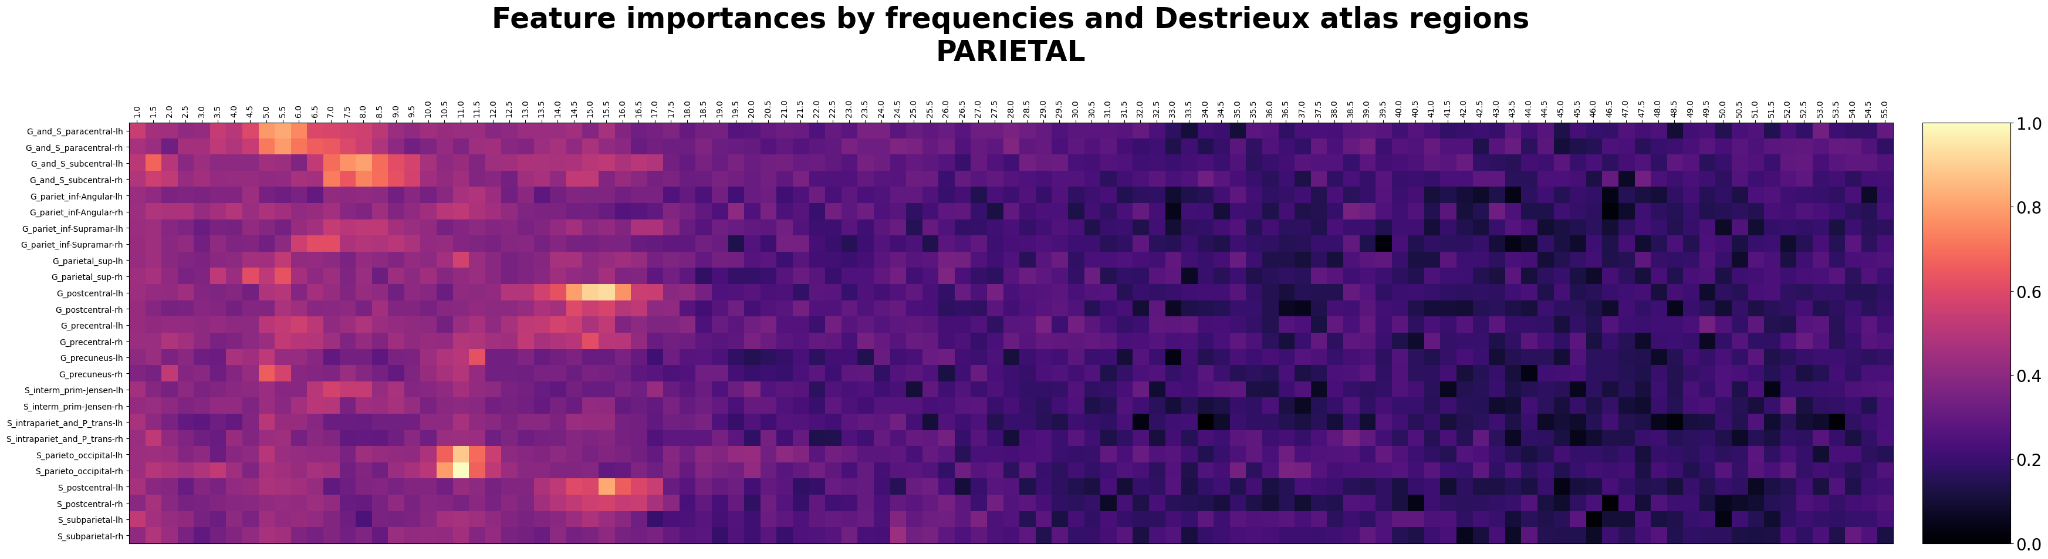 Feature importances by frequencies and Destrieux atlas regions
PARIETAL
1.0 1.5 2.0 2.5 3.0 3.5 4.0 4.5 5.0 5.5 6.0 6.5 7.0 7.5 8.0 8.5 9.0 9.5 10.0 10.5 11.0 11.5 12.0 12.5 13.0 13.5 14.0 14.5 15.0 15.5 16.0 16.5 17.0 17.5 18.0 18.5 19.0 19.5 20.0 20.5 21.0 21.5 22.0 22.5 23.0 23.5 24.0 24.5 25.0 25.5 26.0 26.5 27.0 27.5 28.0 28.5 29.0 29.5 30.0 30.5 31.0 31.5 32.0 32.5 33.0 33.5 34.0 34.5 35.0 35.5 36.0 36.5 37.0 37.5 38.0 38.5 39.0 39.5 40.0 40.5 41.0 41.5 42.0 42.5 43.0 43.5 44.0 44.5 45.0 45.5 46.0 46.5 47.0 47.5 48.0 48.5 49.0 49.5 50.0 50.5 51.0 51.5 52.0 52.5 53.0 53.5 54.0 54.5 55.0
G_and_S_paracentral-lh
G_and_S_paracentral-rh
G_and_S_subcentral-lh
G_and_S_subcentral-rh
G_pariet_inf-Angular-lh
G_pariet_inf-Angular-rh
G_pariet_inf-Supramar-lh
G_pariet_inf-Supramar-rh
G_parietal_sup-lh
G_parietal_sup-rh
G_postcentral-lh
G_postcentral-rh
G_precentral-lh
G_precentral-rh
G_precuneus-lh
G_precuneus-rh
S_interm_prim-Jensen-lh
S_interm_prim-Jensen-rh
S_intrapariet_and_P_trans-lh
S_intrapariet_and_P_trans-rh
S_parieto_occipital-lh
S_parieto_occipital-rh
S_postcentral-lh
S_postcentral-rh
S_subparietal-lh
S_subparietal-rh
1.0
0.8
0.6
0.4
0.2
0.0